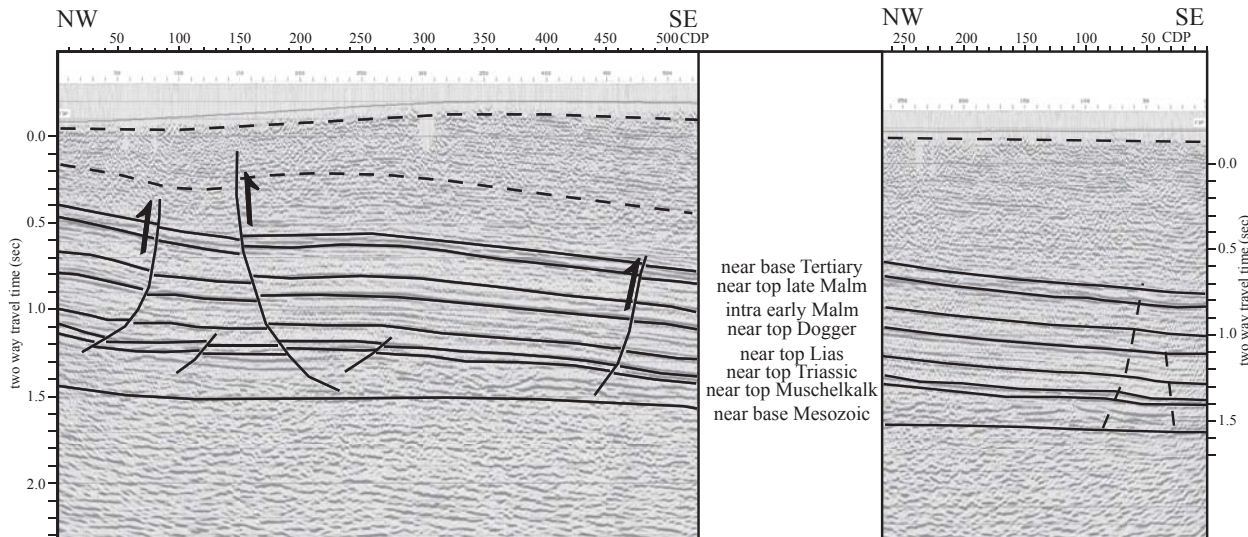 NW SE
50 100 150 200 250 300 350 400 450 500 CDP
0.0
0.5
1.0
1.5
2.0
two way travel time (sec)
near base Tertiary
near top late Malm
intra early Malm
near top Dogger
near top Lias
near top Triassic
near top Muschelkalk
near base Mesozoic
NW SE
250 200 150 100 50 CDP
0.0
0.5
1.0
1.5
two way travel time (sec)